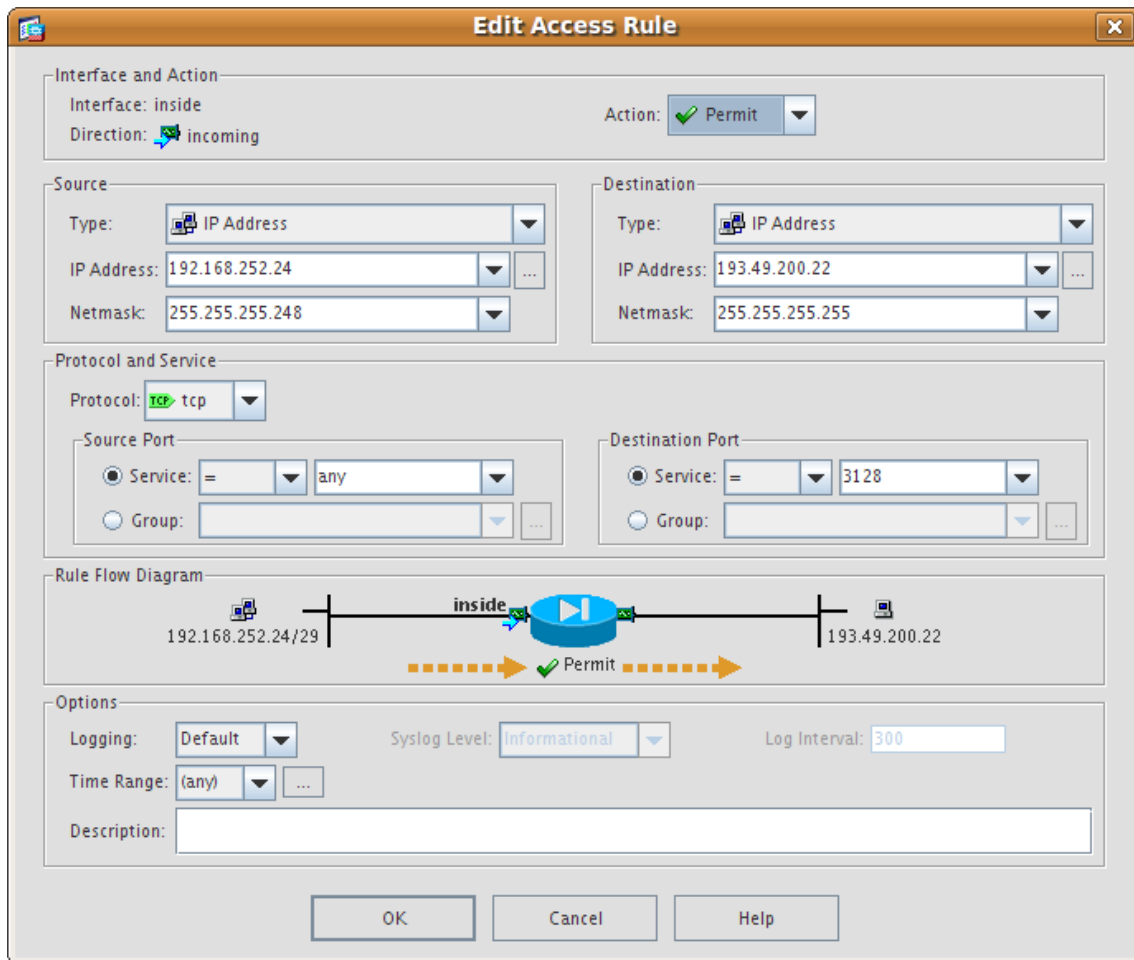 Edit Access Rule
Interface and Action
Interface: inside
Action: Permit
Direction: incoming
Source
Type: IP Address
IP Address: 192.168.252.24 ...
Netmask: 255.255.255.248
Destination
Type: IP Address
IP Address: 193.49.200.22 ...
Netmask: 255.255.255.255
Protocol and Service
Protocol: TCP tcp
Source Port
Service: = any
Group: ...
Destination Port
Service: = 3128
Group: ...
Rule Flow Diagram
inside
192.168.252.24/29
193.49.200.22
Permit
Options
Logging: Default Syslog Level: Informational Log Interval: 300
Time Range: (any) ...
Description:
OK Cancel Help